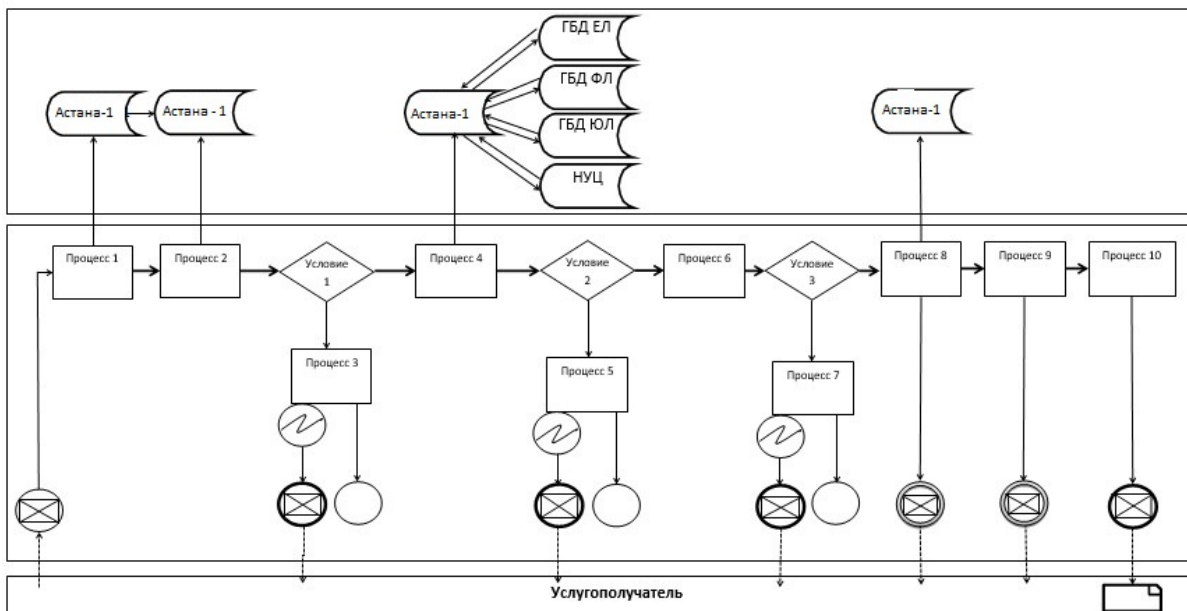 ГБД ЕЛ
ГБД ФЛ
Астана-1
Астана - 1
Астана-1
ГБД ЮЛ
НУЦ
Астана-1
Процесс 1
Процесс 2
Условие
1
Процесс 4
Условие
2
Процесс 6
Условие
3
Процесс 8
Процесс 9
Процесс 10
Процесс 3
Процесс 5
Процесс 7
Услугополучатель